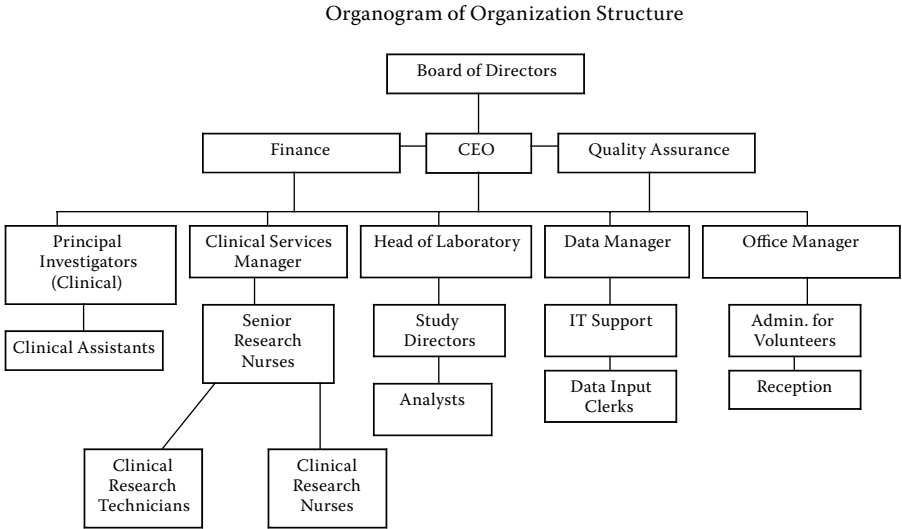 Organogram of Organization Structure
Board of Directors
Finance
CEO
Quality Assurance
Principal
Investigators
(Clinical)
Clinical Services
Manager
Head of Laboratory
Data Manager
Office Manager
Clinical Assistants
Senior
Research
Nurses
Study
Directors
IT Support
Admin. for
Volunteers
Analysts
Data Input
Clerks
Reception
Clinical
Research
Technicians
Clinical
Research
Nurses